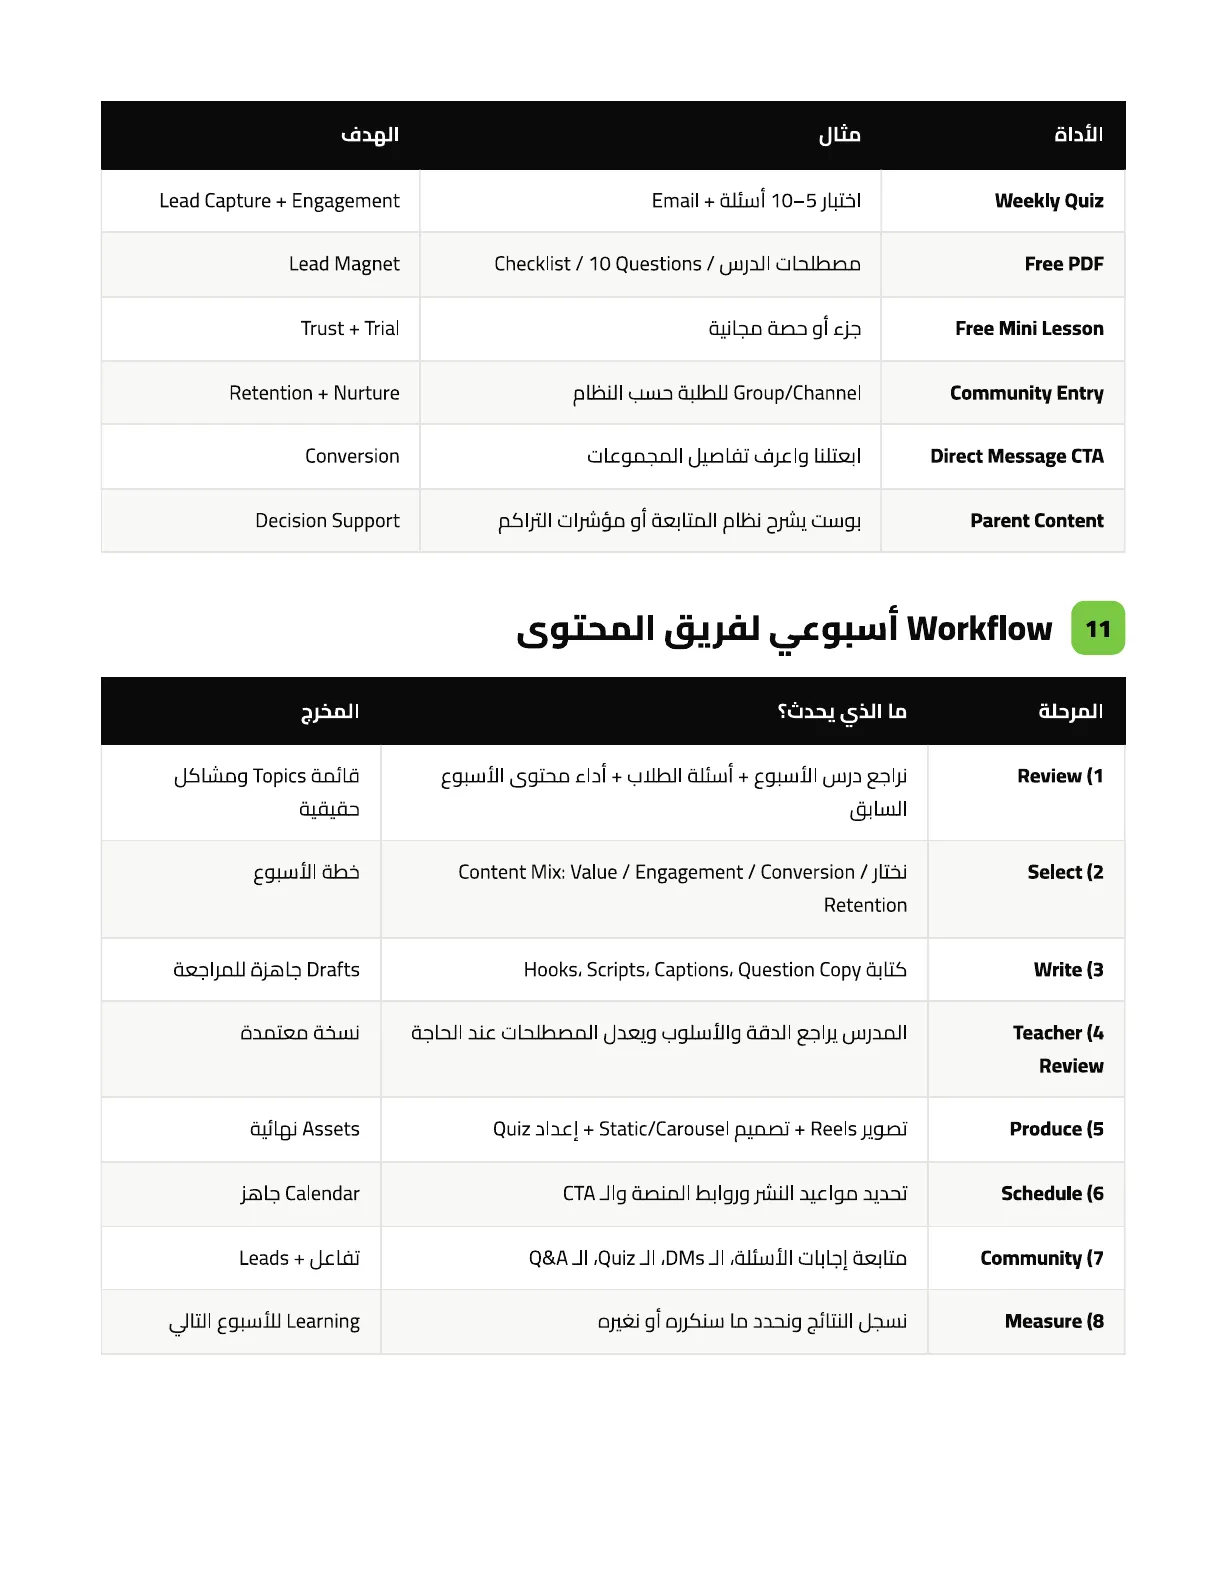 الأداة مثال الهدف
Weekly Quiz اختبار 5–10 أسئلة + Email Lead Capture + Engagement
Free PDF مصطلحات الدرس / Checklist / 10 Questions Lead Magnet
Free Mini Lesson جزء أو حصة مجانية Trust + Trial
Community Entry Group/Channel للطلبة حسب النظام Retention + Nurture
Direct Message CTA ابعتلنا واعرف تفاصيل المجموعات Conversion
Parent Content بوست يشرح نظام المتابعة أو مؤشرات التراكم Decision Support
11 Workflow أسبوعي لفريق المحتوى
المرحلة ما الذي يحدث؟ المخرج
1) Review نراجع درس الأسبوع + أسئلة الطلاب + أداء محتوى الأسبوع قائمة Topics ومشاكل
السابق حقيقية
2) Select نختار Content Mix: Value / Engagement / Conversion / خطة الأسبوع
Retention
3) Write كتابة Hooks، Scripts، Captions، Question Copy Drafts جاهزة للمراجعة
4) Teacher المدرس يراجع الدقة والأسلوب ويعدل المصطلحات عند الحاجة نسخة معتمدة
Review
5) Produce تصوير Reels + تصميم Static/Carousel + إعداد Quiz Assets نهائية
6) Schedule تحديد مواعيد النشر وروابط المنصة والـ CTA Calendar جاهز
7) Community متابعة إجابات الأسئلة، الـ DMs، الـ Quiz، الـ Q&A تفاعل + Leads
8) Measure نسجل النتائج ونحدد ما سنكرره أو نغيره Learning للأسبوع التالي